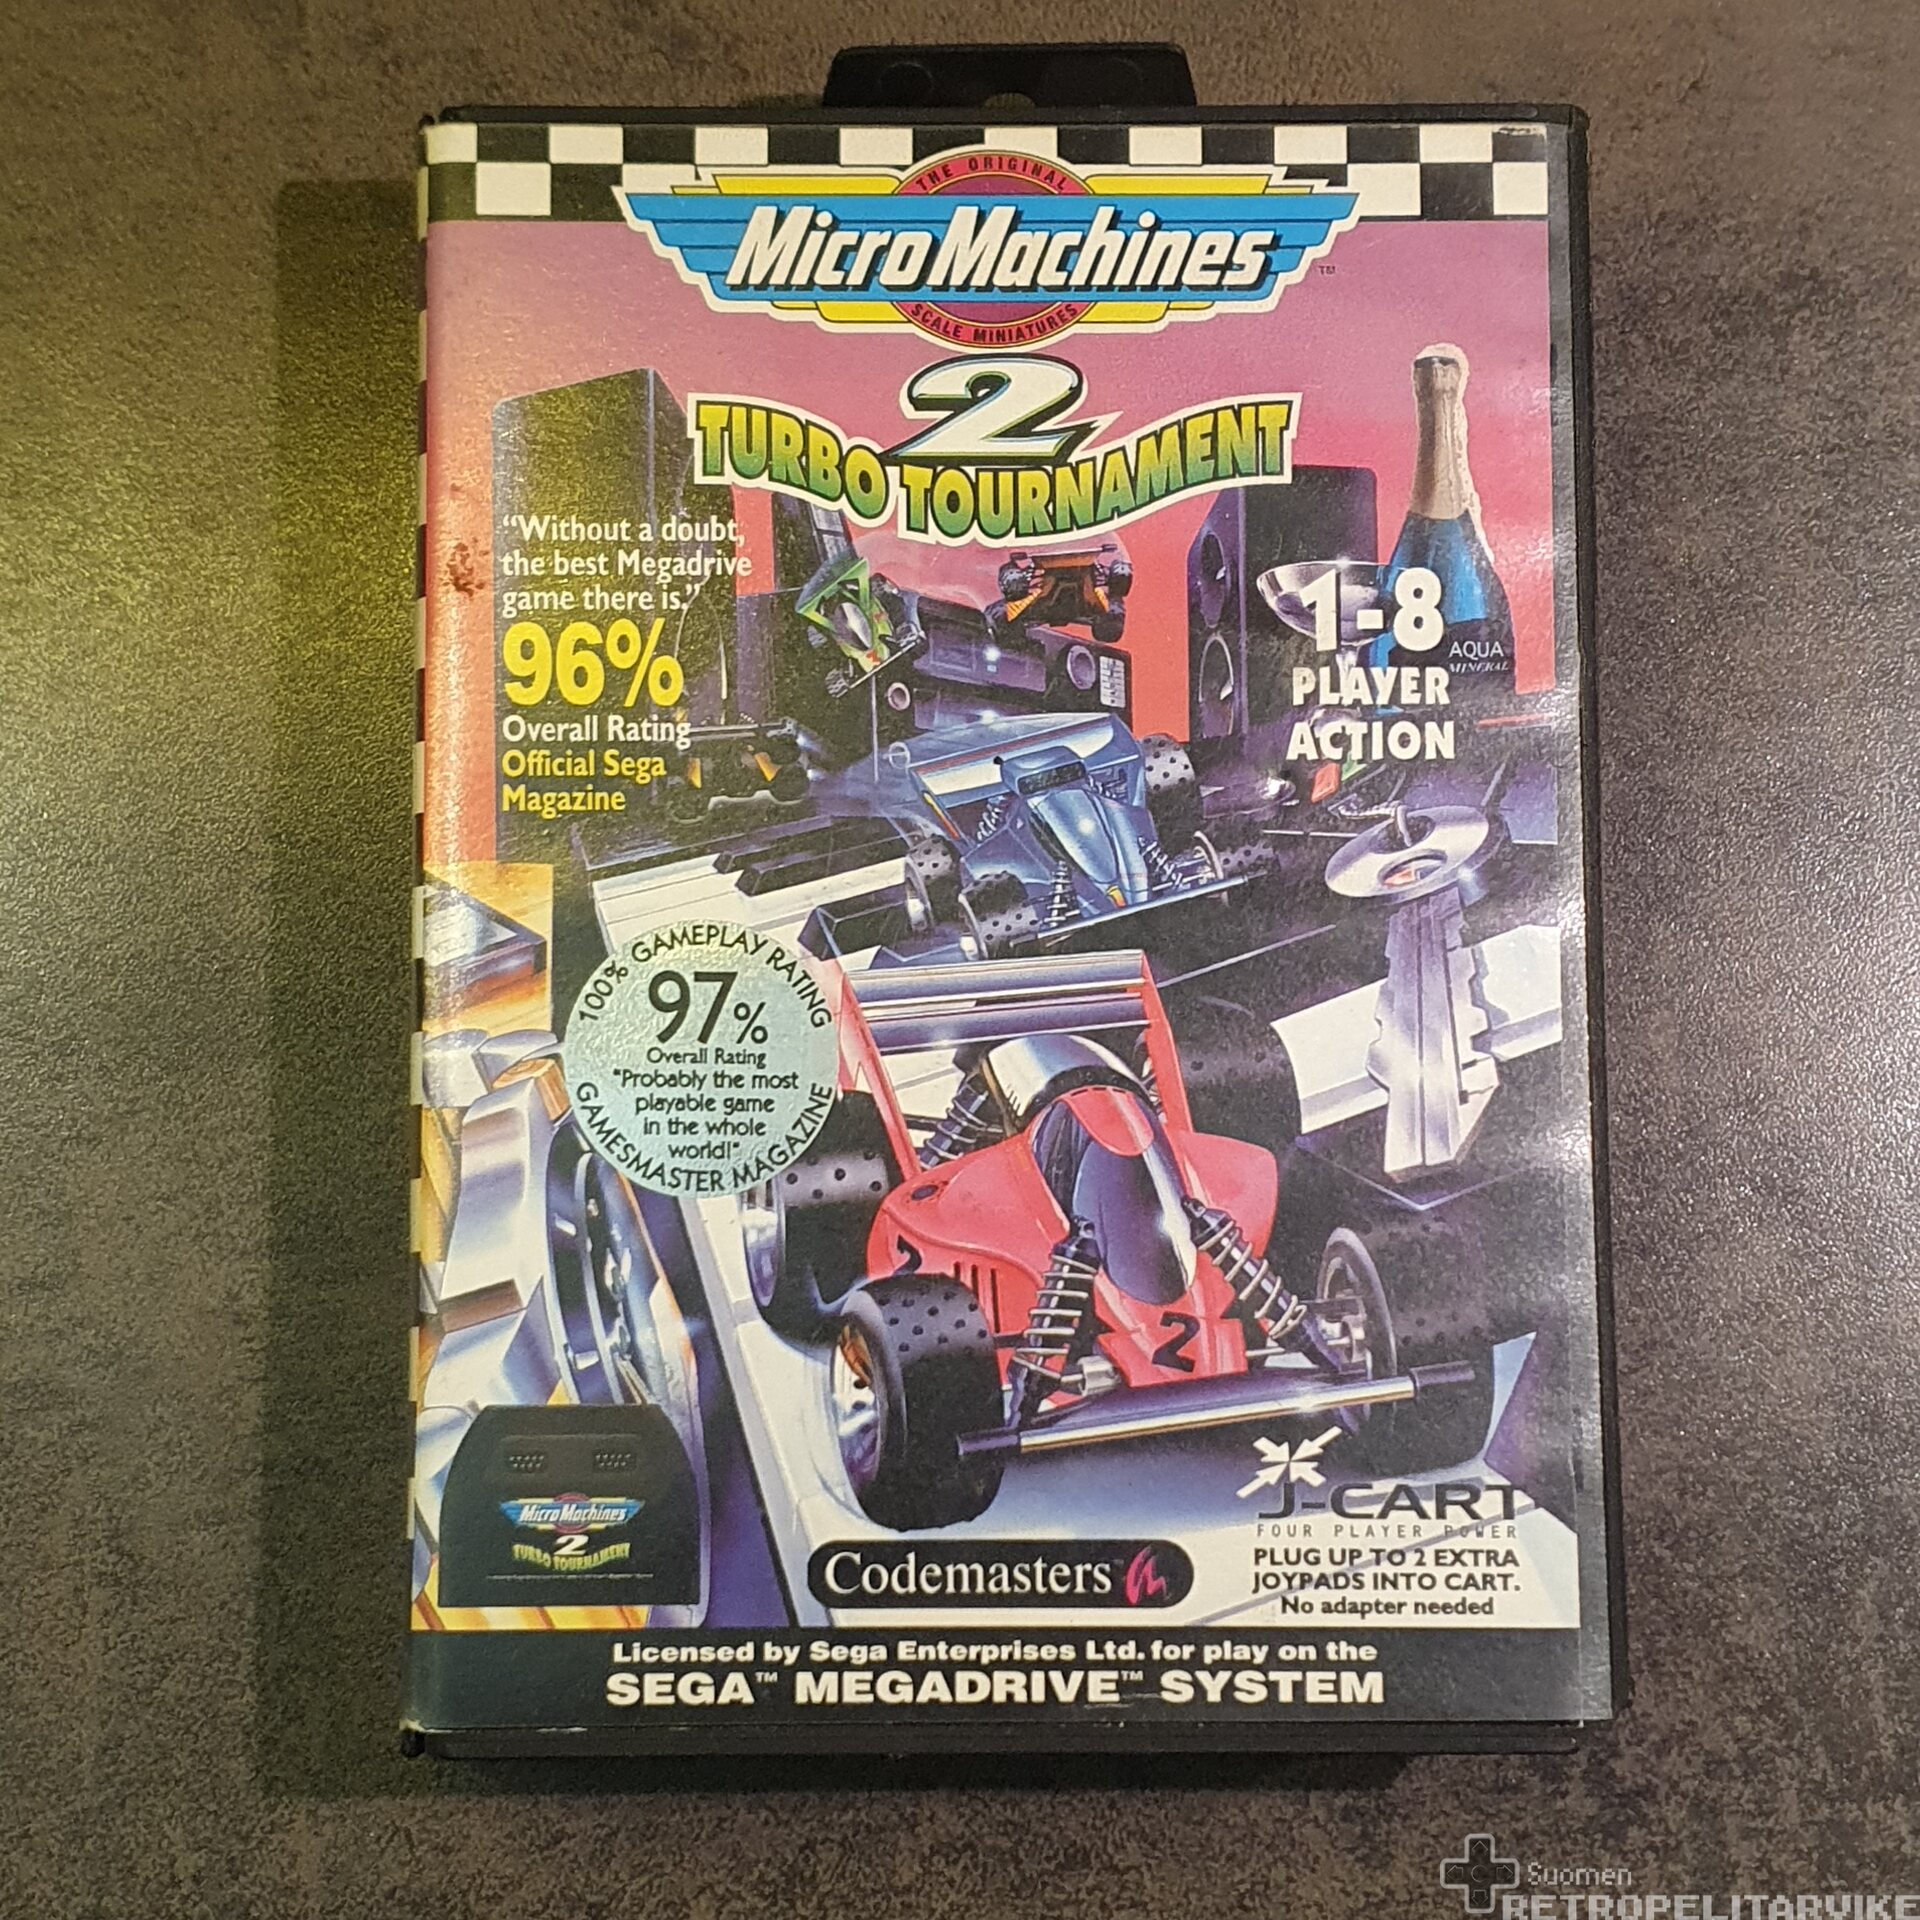 THE ORIGINAL
Micro Machines TM
SCALE MINIATURES
2
TURBO TOURNAMENT
"Without a doubt,
the best Megadrive
game there is."
96%
Overall Rating
Official Sega
Magazine
1-8
PLAYER
ACTION
AQUA
MINERAL
100% GAMEPLAY RATING
97%
Overall Rating
"Probably the most
playable game
in the whole
world!"
GAMESMASTER MAGAZINE
2
2
Micro Machines
2
TURBO TOURNAMENT
Codemasters™
J-CART
FOUR PLAYER POWER
PLUG UP TO 2 EXTRA
JOYPADS INTO CART.
No adapter needed
Licensed by Sega Enterprises Ltd. for play on the
SEGA™ MEGADRIVE™ SYSTEM
Suomen
RETROPELITARVIKE